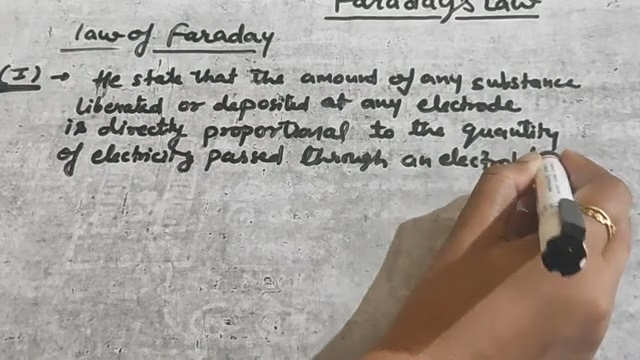 Faraday's Law
Law of Faraday
(I) → He state that the amount of any substance
liberated or deposited at any electrode
is directly proportional to the quantity
of electricity passed through an